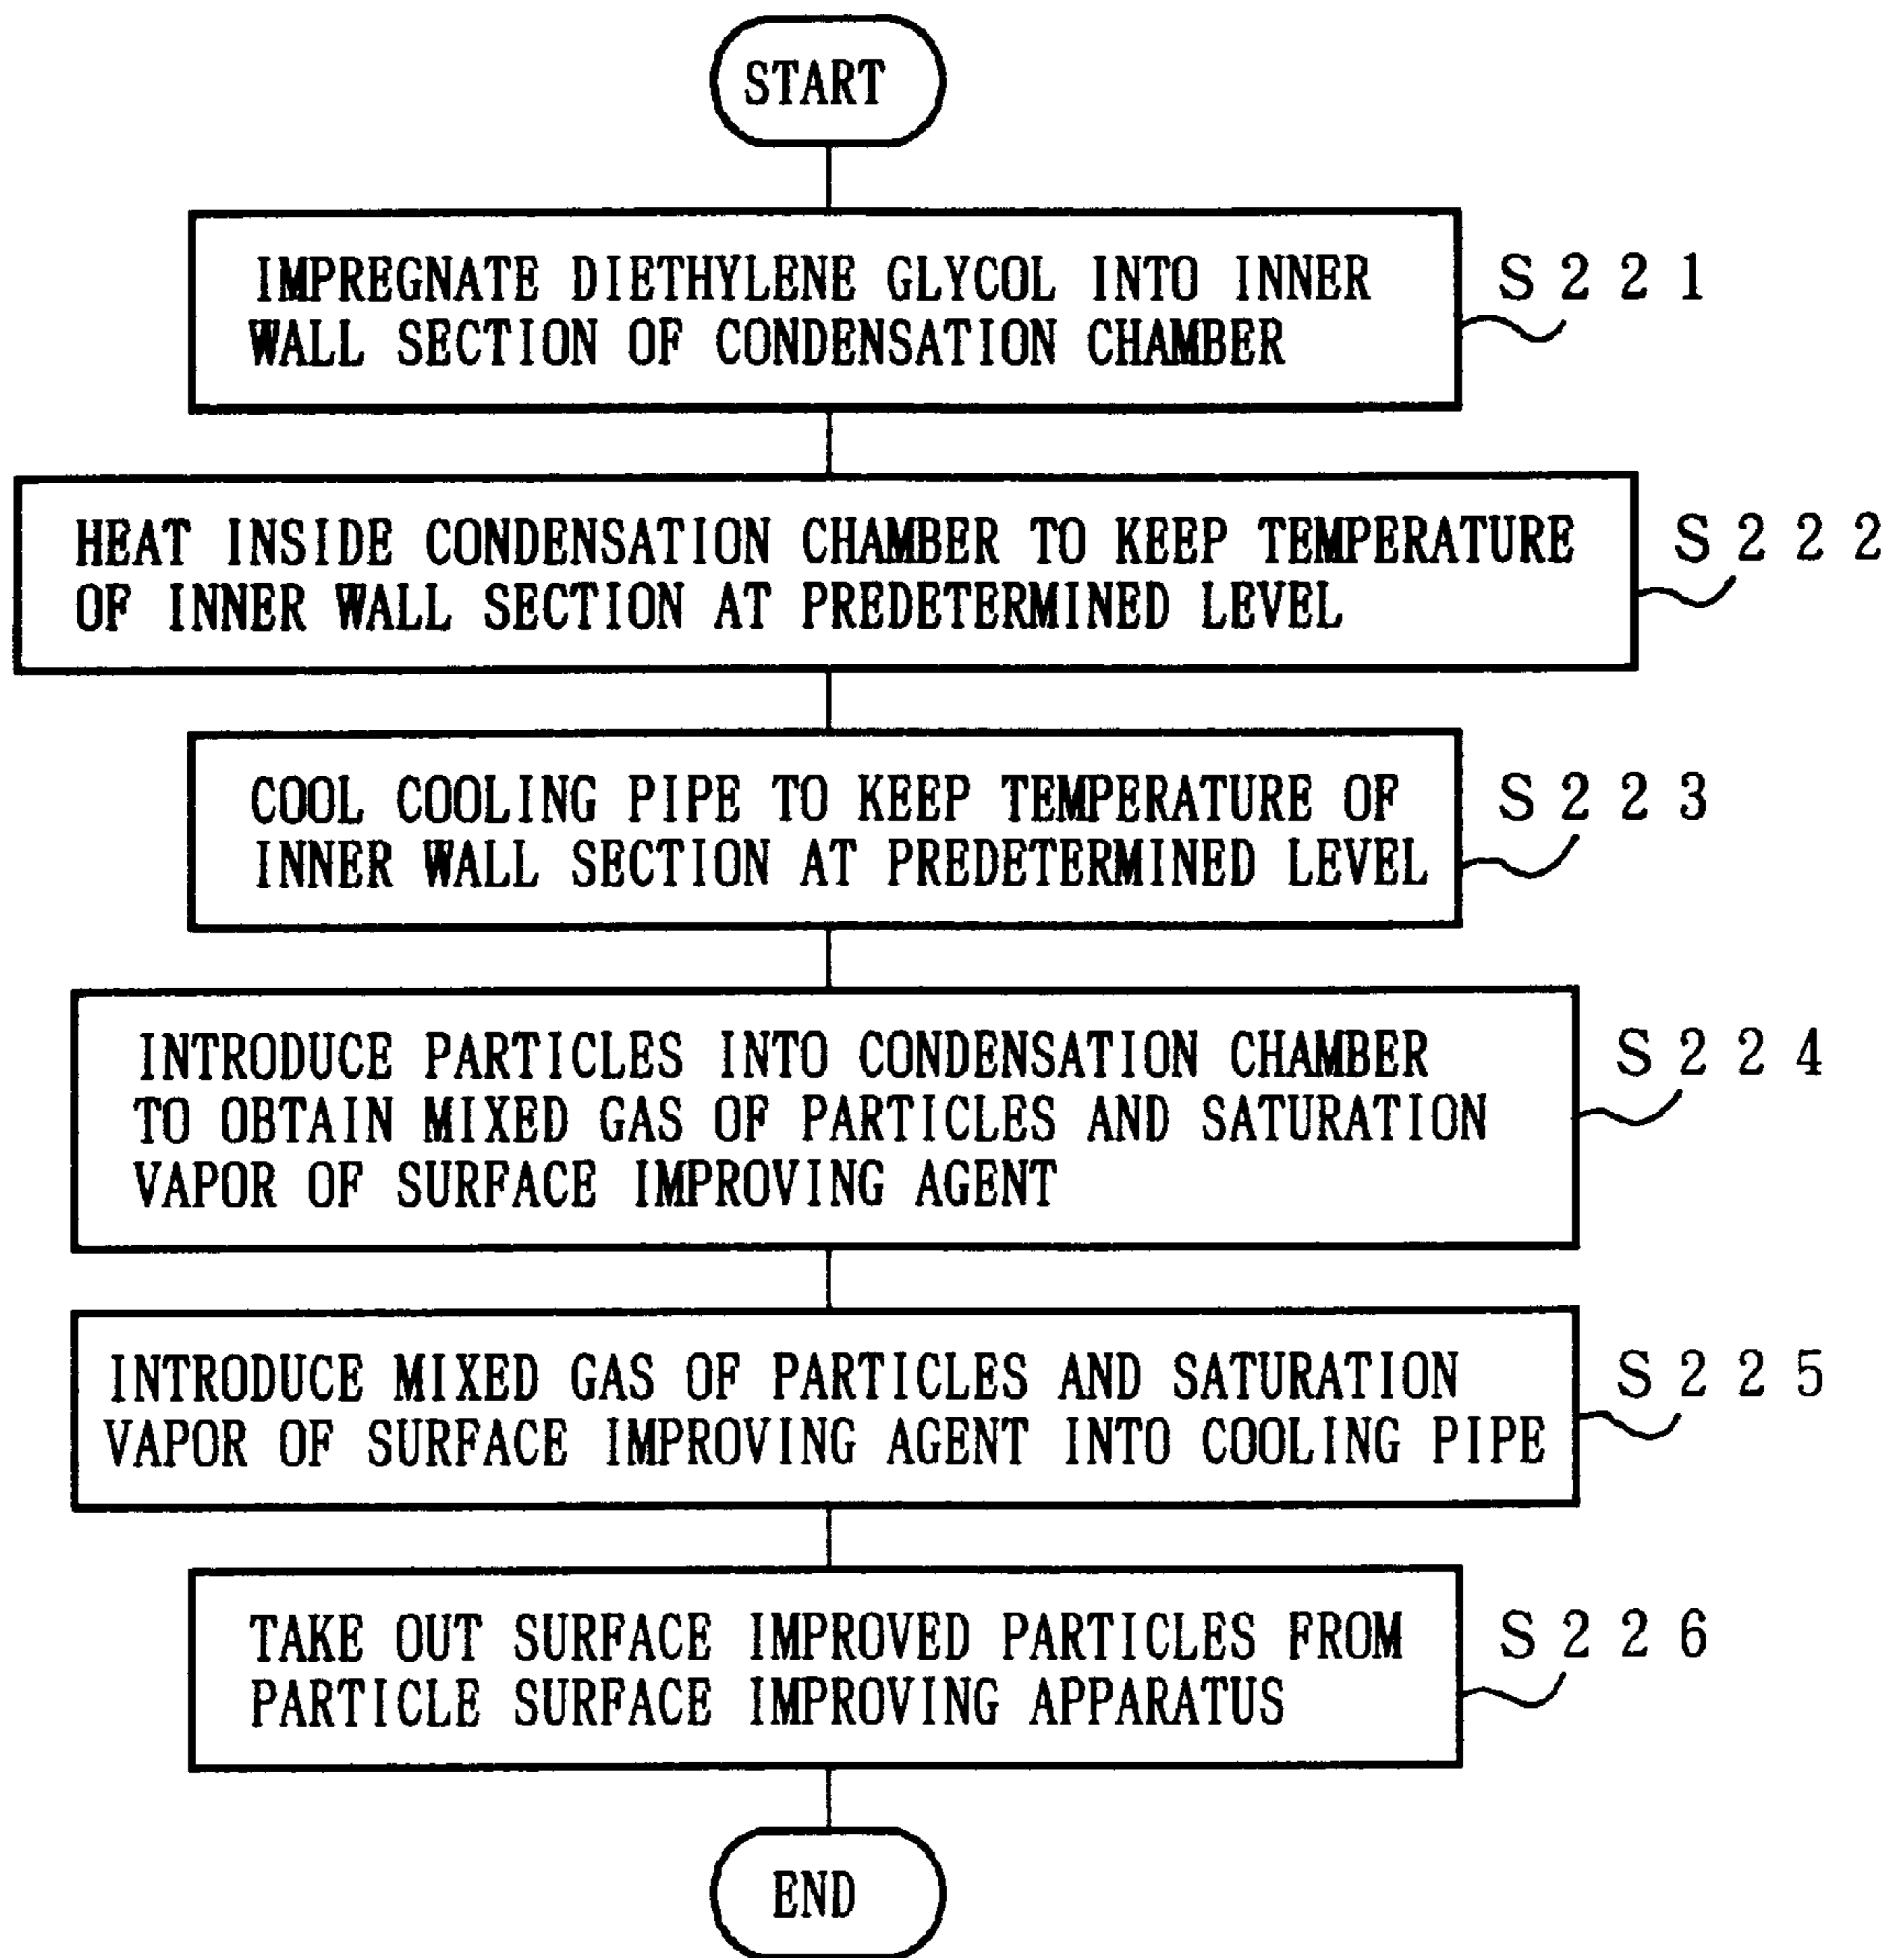 START
IMPREGNATE DIETHYLENE GLYCOL INTO INNER
WALL SECTION OF CONDENSATION CHAMBER
S221
HEAT INSIDE CONDENSATION CHAMBER TO KEEP TEMPERATURE
OF INNER WALL SECTION AT PREDETERMINED LEVEL
S222
COOL COOLING PIPE TO KEEP TEMPERATURE OF
INNER WALL SECTION AT PREDETERMINED LEVEL
S223
INTRODUCE PARTICLES INTO CONDENSATION CHAMBER
TO OBTAIN MIXED GAS OF PARTICLES AND SATURATION
VAPOR OF SURFACE IMPROVING AGENT
S224
INTRODUCE MIXED GAS OF PARTICLES AND SATURATION
VAPOR OF SURFACE IMPROVING AGENT INTO COOLING PIPE
S225
TAKE OUT SURFACE IMPROVED PARTICLES FROM
PARTICLE SURFACE IMPROVING APPARATUS
S226
END